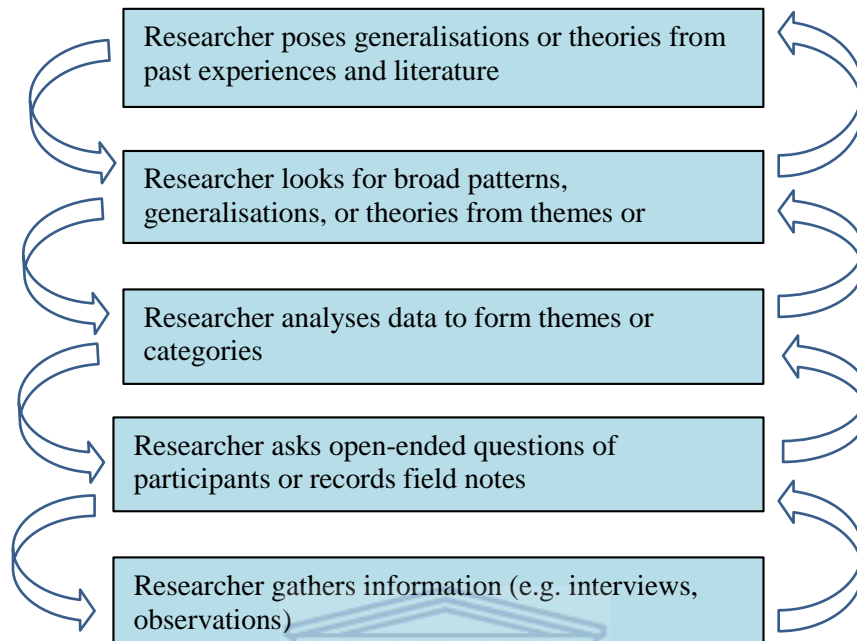 Researcher poses generalisations or theories from
past experiences and literature
Researcher looks for broad patterns,
generalisations, or theories from themes or
Researcher analyses data to form themes or
categories
Researcher asks open-ended questions of
participants or records field notes
Researcher gathers information (e.g. interviews,
observations)